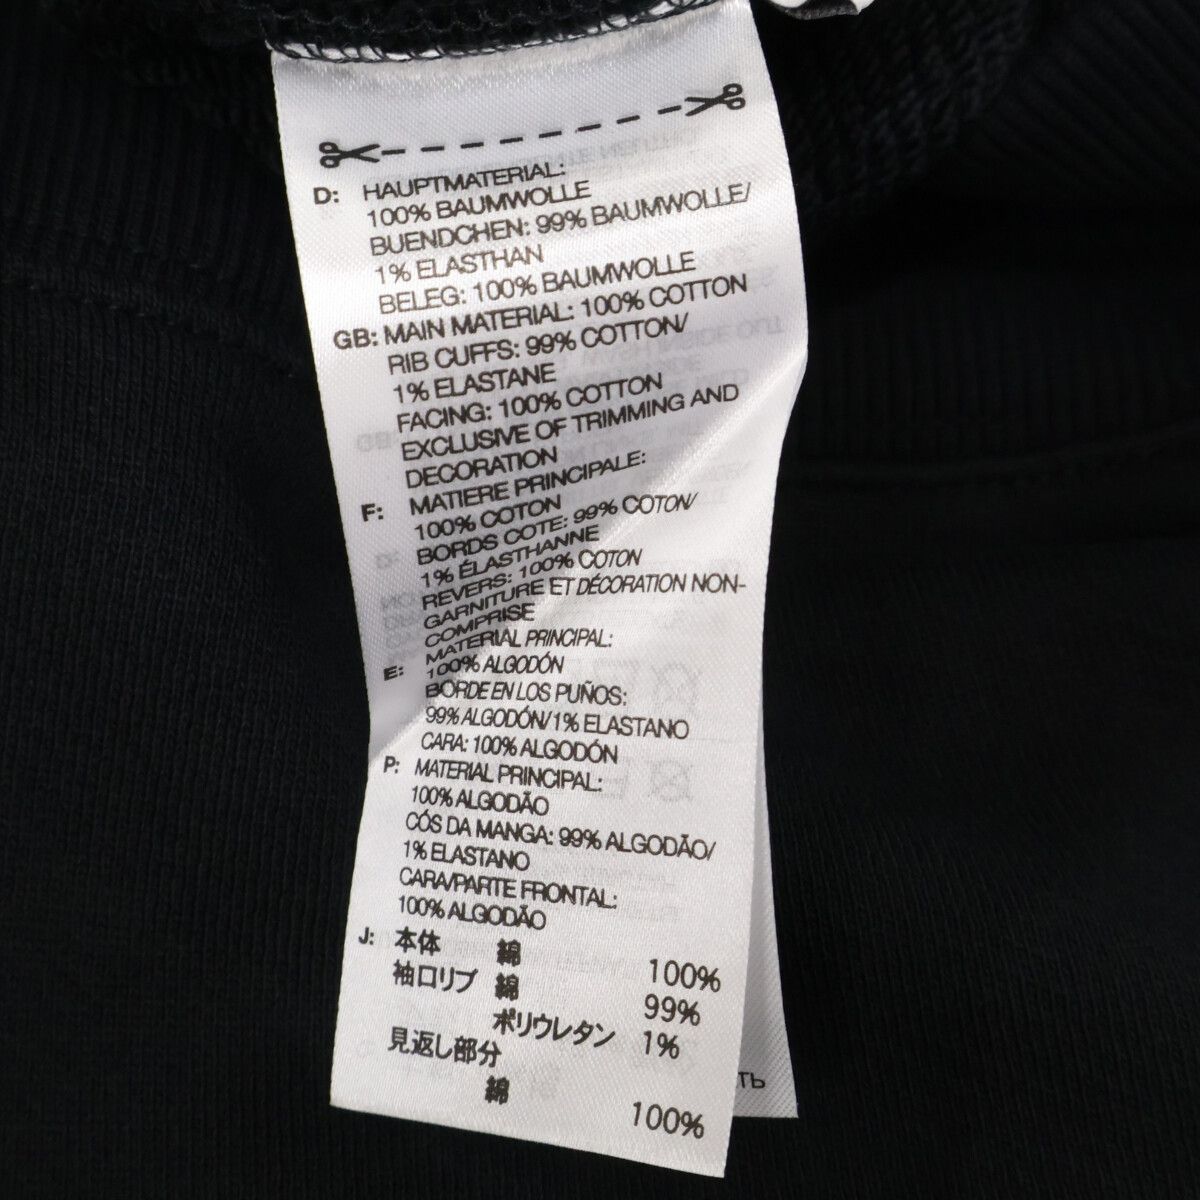 D: HAUPTMATERIAL:
100% BAUMWOLLE
BUENDCHEN: 99% BAUMWOLLE/
1% ELASTHAN
BELEG: 100% BAUMWOLLE
GB: MAIN MATERIAL: 100% COTTON
RIB CUFFS: 99% COTTON/
1% ELASTANE
FACING: 100% COTTON
EXCLUSIVE OF TRIMMING AND
DECORATION
F: MATIERE PRINCIPALE:
100% COTON
BORDS COTE: 99% COTON/
1% ÉLASTHANNE
REVERS: 100% COTON
GARNITURE ET DÉCORATION NON-
COMPRISE
E: MATERIAL PRINCIPAL:
100% ALGODÓN
BORDE EN LOS PUÑOS:
99% ALGODÓN/1% ELASTANO
CARA: 100% ALGODÓN
P: MATERIAL PRINCIPAL:
100% ALGODÃO
CÓS DA MANGA: 99% ALGODÃO/
1% ELASTANO
CARA/PARTE FRONTAL:
100% ALGODÃO
J: 本体 綿 100%
袖口リブ 綿 99%
ポリウレタン 1%
見返し部分
綿 100%
ТЬ